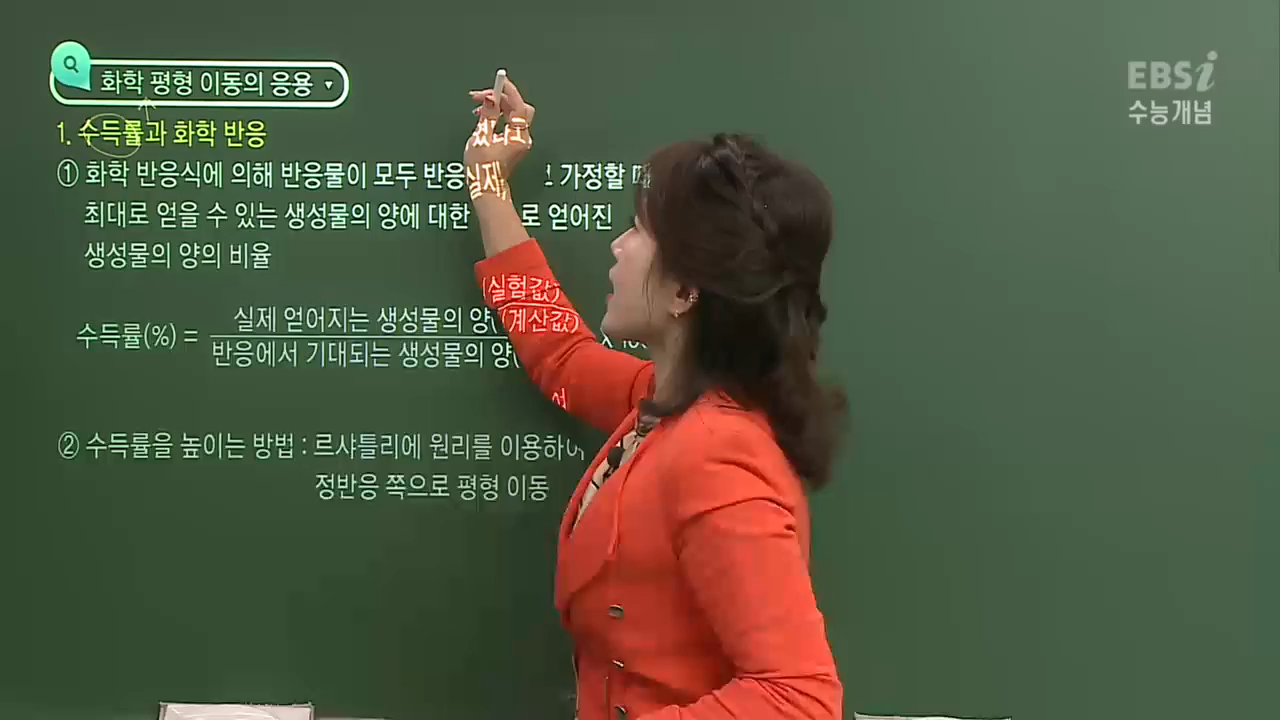 화학 평형 이동의 응용
EBSi
수능개념
1. 수득률과 화학 반응
① 화학 반응식에 의해 반응물이 모두 반응했다고 가정할 때
최대로 얻을 수 있는 생성물의 양에 대한 실제로 얻어진
생성물의 양의 비율
수득률(%) =
실제 얻어지는 생성물의 양(실험값)
반응에서 기대되는 생성물의 양(계산값)
② 수득률을 높이는 방법 : 르샤틀리에 원리를 이용하여
정반응 쪽으로 평형 이동